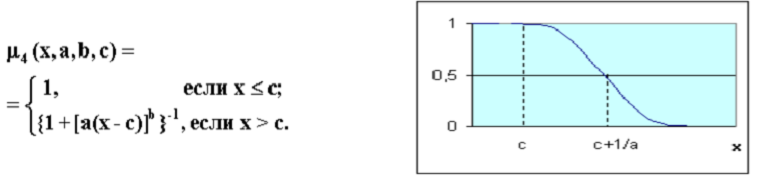 μ₄ (x,a,b,c) =
= { 1, если x ≤ c;
{1 + [a(x - c)]ᵇ }⁻¹, если x > c.
1
0,5
0
c c+1/a x